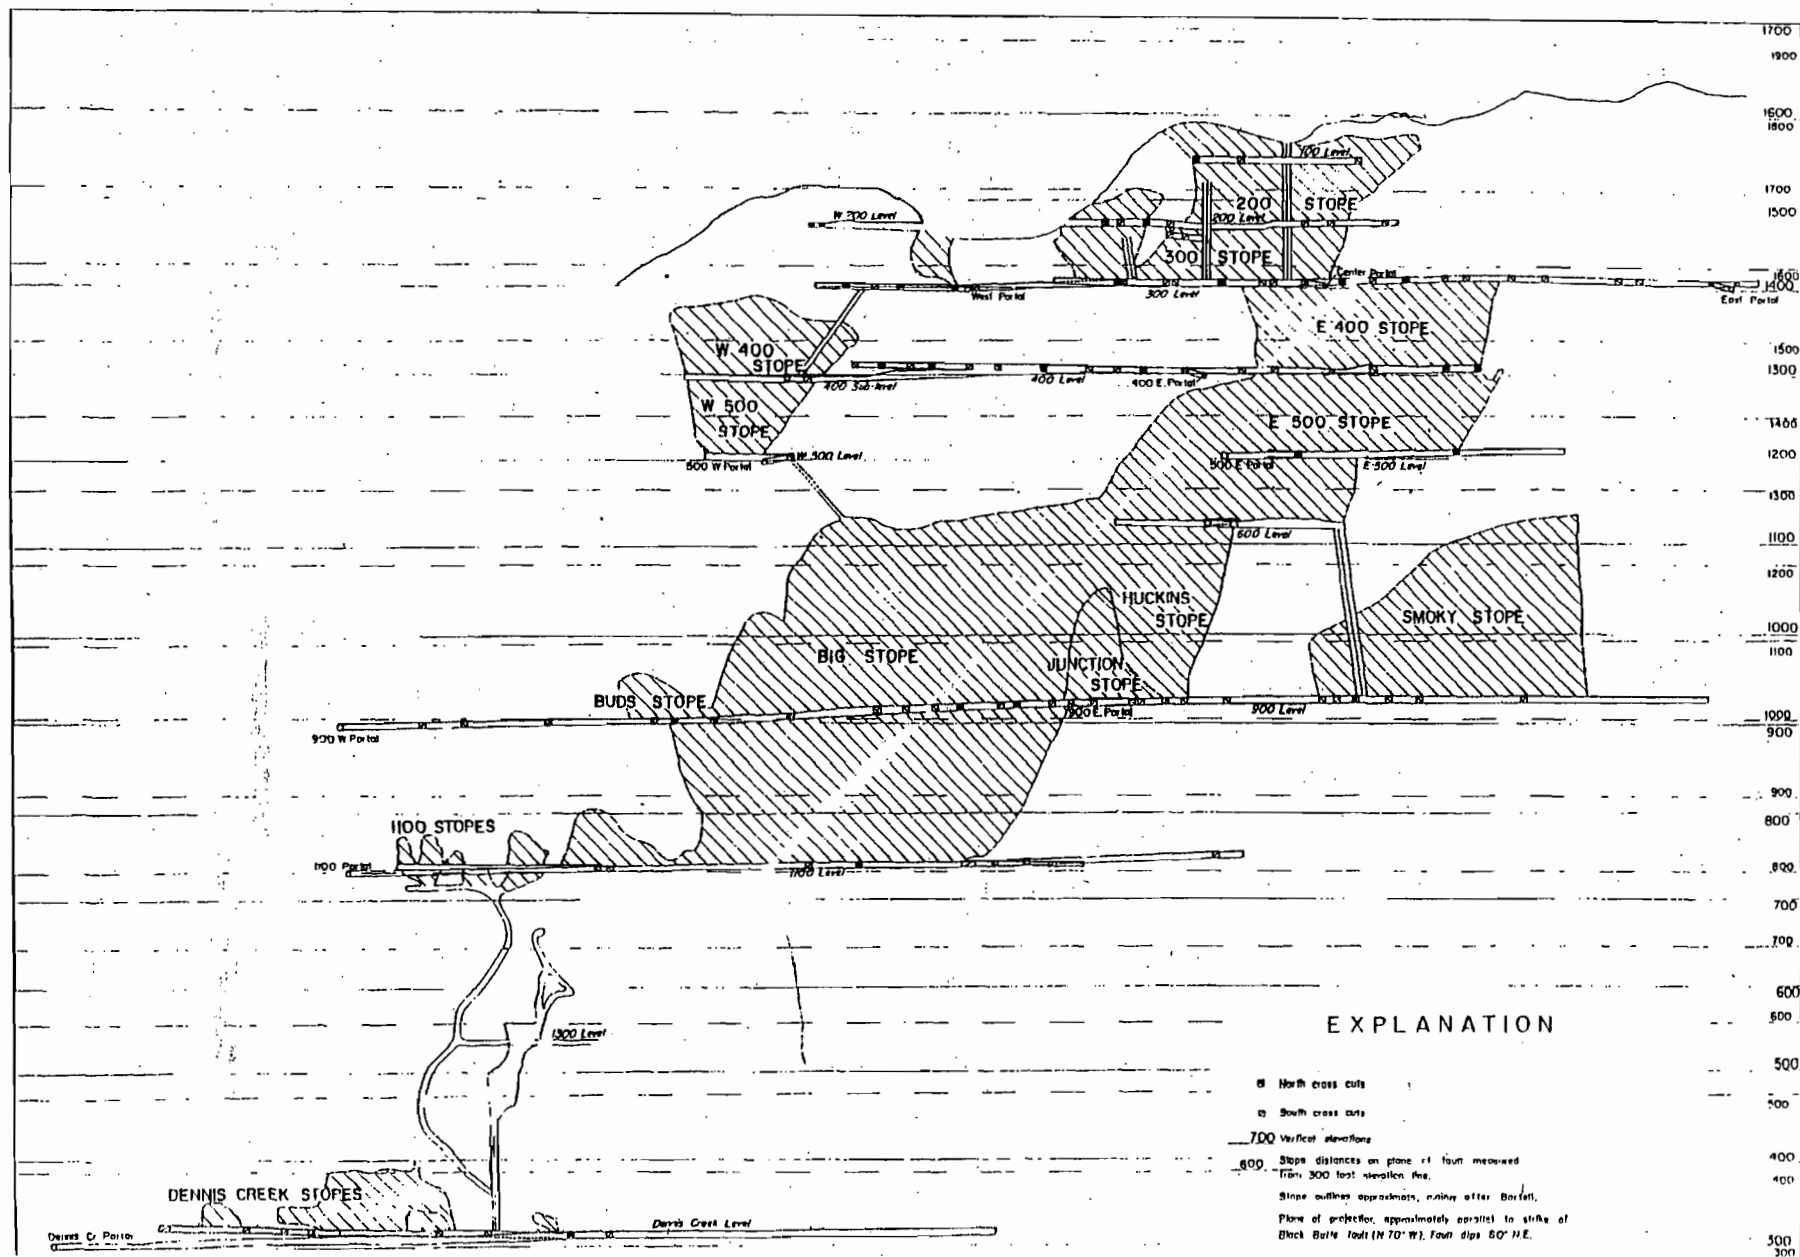 1700
1900
1600
1800
100 Level
1700
200 STOPE
1500
W 200 Level
200 Level
300 STOPE
Center Portal
1600
1400
West Portal
300 Level
East Portal
E 400 STOPE
W 400
STOPE
1500
400 Sub-level
400 Level
400 E. Portal
1300
W 500
STOPE
E 500 STOPE
1400
500 W Portal
W 500 Level
500 E Portal
E-500 Level
1200
1300
600 Level
1100
1200
HUCKINS
STOPE
SMOKY STOPE
1000
1100
BIG STOPE
JUNCTION
STOPE
BUDS STOPE
900 E. Portal
900 Level
1000
900
900 W Portal
900
800
1100 STOPES
1100 Portal
1100 Level
800
700
700
600
600
1300 Level
EXPLANATION
500
North cross cuts
500
South cross cuts
700 Vertical elevations
800 Slope distances on plane of fault measured
from 300 foot elevation line.
400
400
Stope outlines approximate, mainly after Bartell.
Plane of projection, approximately parallel to strike of
Black Butte fault (N 70° W). Fault dips 60° N.E.
DENNIS CREEK STOPES
Dennis Creek Level
Dennis Cr Portal
300
300